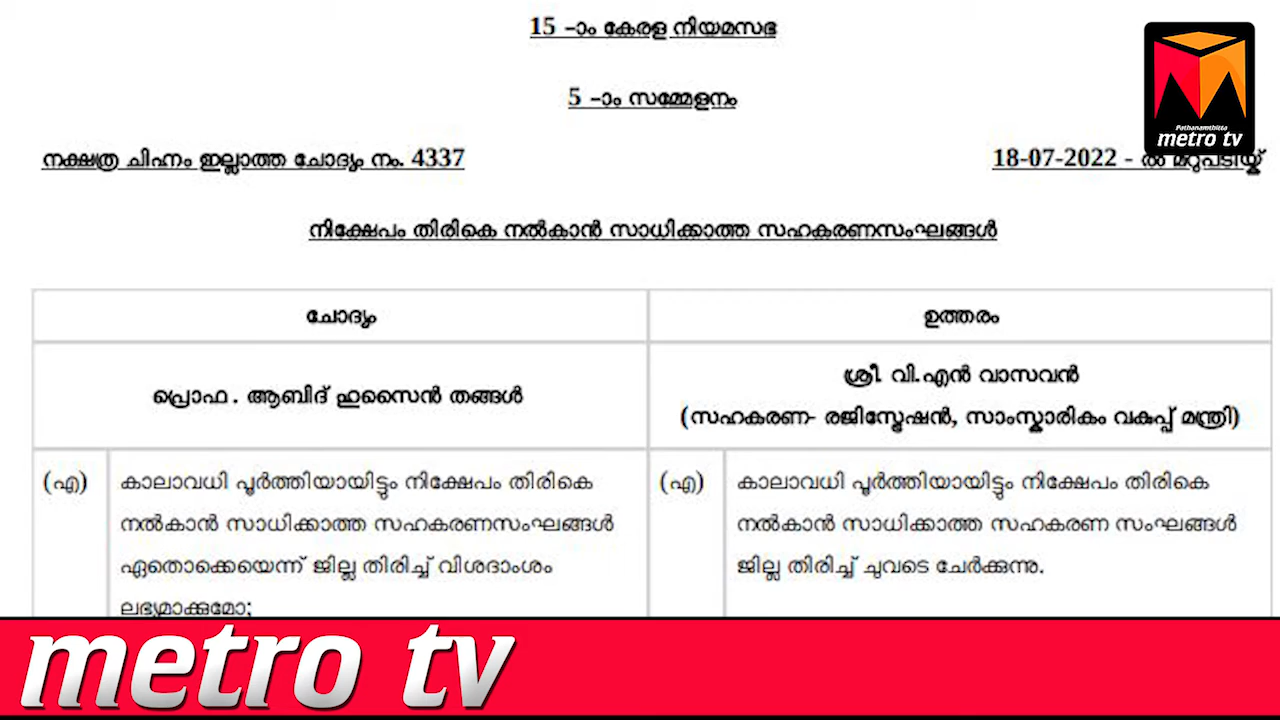 15 -ാം കേരള നിയമസഭ
5 -ാം സമ്മേളനം
നക്ഷത്ര ചിഹ്നം ഇല്ലാത്ത ചോദ്യം നം. 4337
18-07-2022 - ൽ മറുപടിയ്ക്ക്
നിക്ഷേപം തിരികെ നൽകാൻ സാധിക്കാത്ത സഹകരണസംഘങ്ങൾ
ചോദ്യം
ഉത്തരം
പ്രൊഫ . ആബിദ് ഹുസൈൻ തങ്ങൾ
ശ്രീ. വി.എൻ വാസവൻ
(സഹകരണ- രജിസ്ട്രേഷൻ, സാംസ്കാരികം വകുപ്പ് മന്ത്രി)
(എ)
കാലാവധി പൂർത്തിയായിട്ടും നിക്ഷേപം തിരികെ
നൽകാൻ സാധിക്കാത്ത സഹകരണസംഘങ്ങൾ
ഏതൊക്കെയെന്ന് ജില്ല തിരിച്ച് വിശദാംശം
ലഭ്യമാക്കുമോ;
(എ)
കാലാവധി പൂർത്തിയായിട്ടും നിക്ഷേപം തിരികെ
നൽകാൻ സാധിക്കാത്ത സഹകരണ സംഘങ്ങൾ
ജില്ല തിരിച്ച് ചുവടെ ചേർക്കുന്നു.
Pathanamthitta
metro tv
metro tv